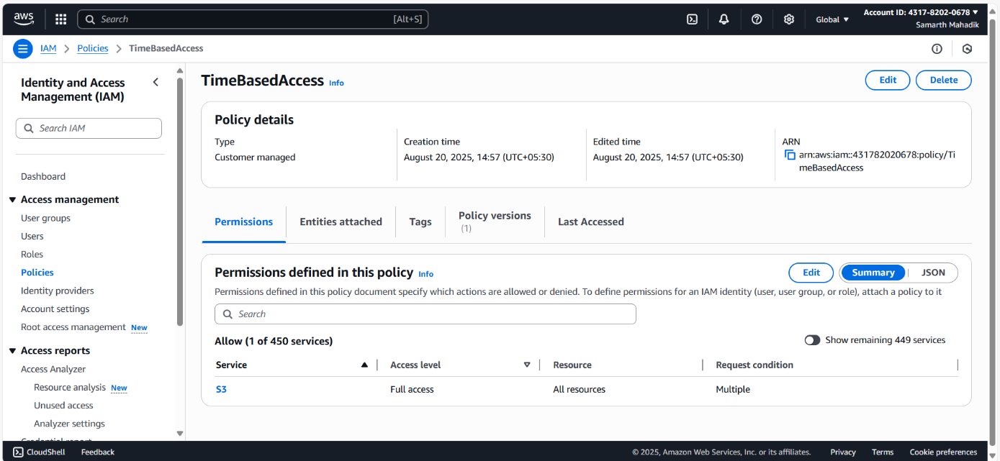 aws
Search [Alt+S]
Global
Account ID: 4317-8202-0678
Samarth Mahadik
IAM
Policies
TimeBasedAccess
Identity and Access
Management (IAM)
Search IAM
Dashboard
Access management
User groups
Users
Roles
Policies
Identity providers
Account settings
Root access management New
Access reports
Access Analyzer
Resource analysis New
Unused access
Analyzer settings
Credential report
TimeBasedAccess Info
Edit Delete
Policy details
Type
Customer managed
Creation time
August 20, 2025, 14:57 (UTC+05:30)
Edited time
August 20, 2025, 14:57 (UTC+05:30)
ARN
arn:aws:iam::431782020678:policy/Ti
meBasedAccess
Permissions
Entities attached
Tags
Policy versions
(1)
Last Accessed
Permissions defined in this policy Info
Edit Summary JSON
Permissions defined in this policy document specify which actions are allowed or denied. To define permissions for an IAM identity (user, user group, or role), attach a policy to it
Search
Allow (1 of 450 services)
Show remaining 449 services
Service Access level Resource Request condition
S3 Full access All resources Multiple
CloudShell Feedback © 2025, Amazon Web Services, Inc. or its affiliates. Privacy Terms Cookie preferences